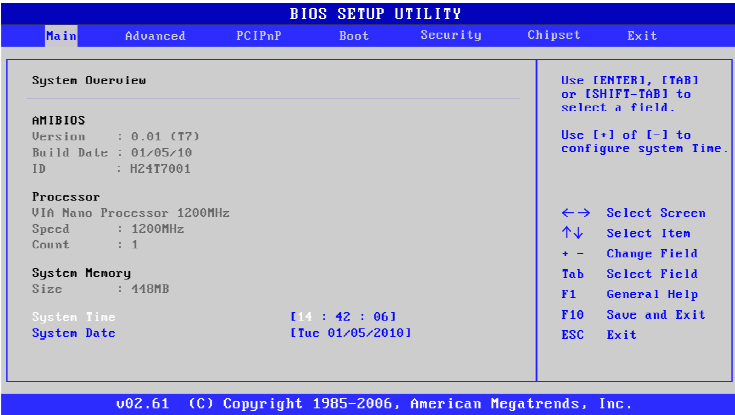 BIOS SETUP UTILITY
Main Advanced PCIPnP Boot Security Chipset Exit
System Overview
AMIBIOS
Version : 0.01 (T7)
Build Date : 01/05/10
ID : H24T7001
Processor
VIA Nano Processor 1200MHz
Speed : 1200MHz
Count : 1
System Memory
Size : 448MB
System Time [14 : 42 : 06]
System Date [Tue 01/05/2010]
Use [ENTER], [TAB]
or [SHIFT-TAB] to
select a field.
Use [+] of [-] to
configure system Time.
←→ Select Screen
↑↓ Select Item
+ - Change Field
Tab Select Field
F1 General Help
F10 Save and Exit
ESC Exit
v02.61 (C) Copyright 1985-2006, American Megatrends, Inc.